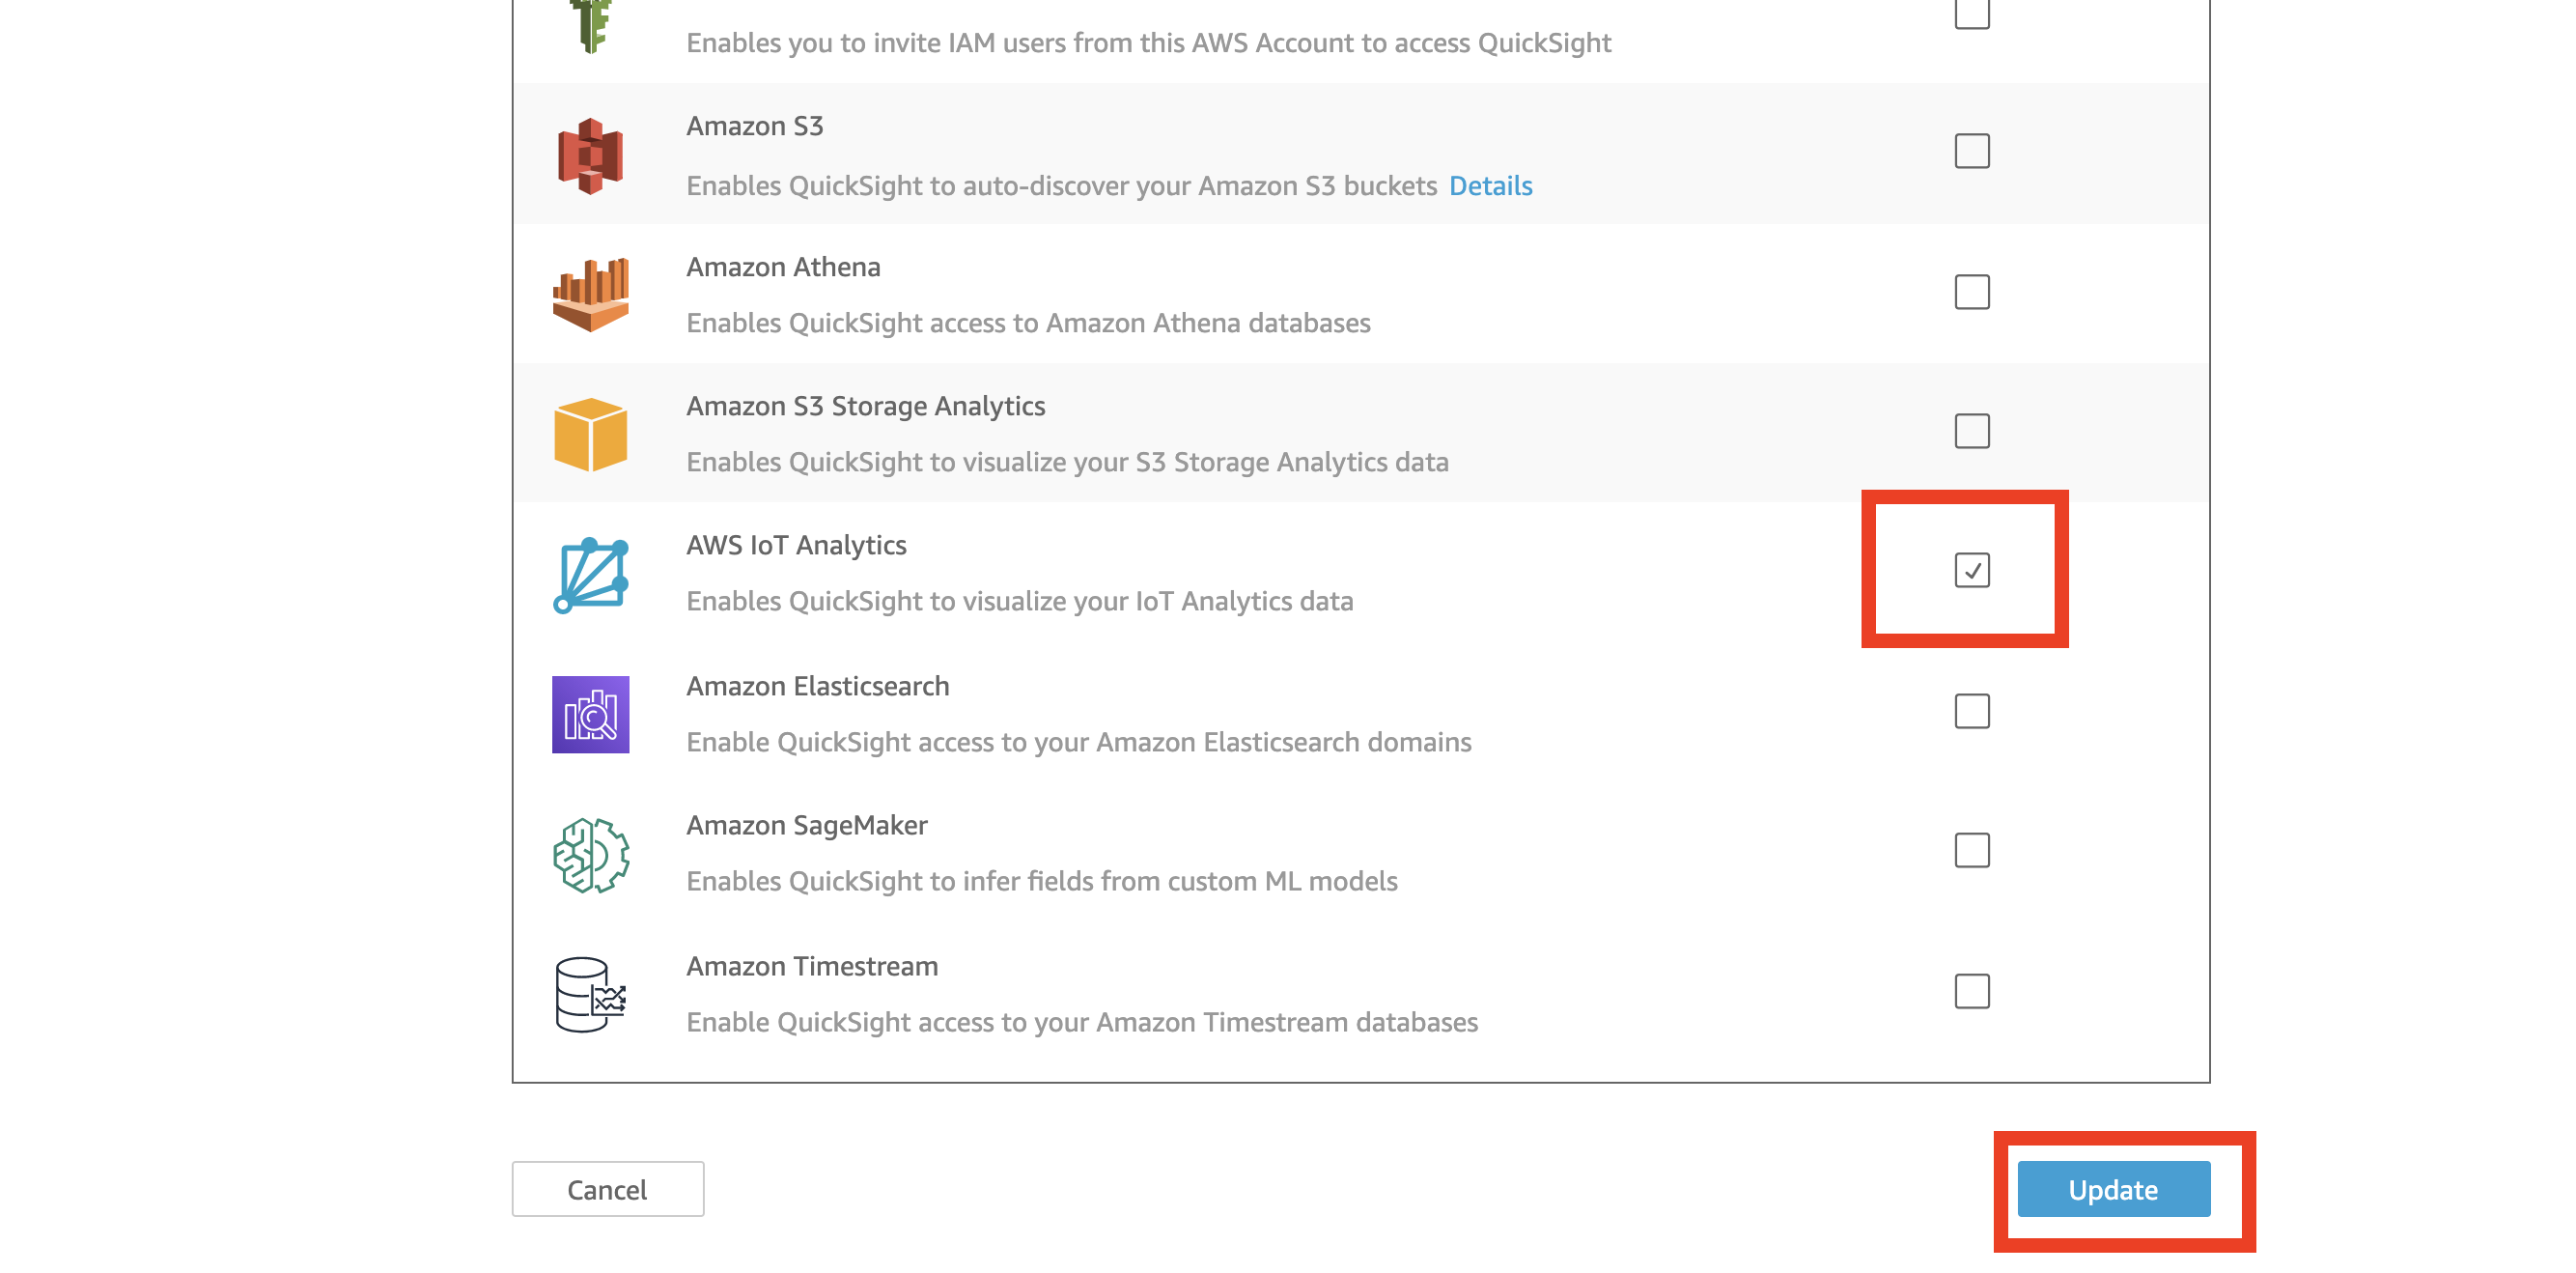 Enables you to invite IAM users from this AWS Account to access QuickSight
Amazon S3
Enables QuickSight to auto-discover your Amazon S3 buckets Details
Amazon Athena
Enables QuickSight access to Amazon Athena databases
Amazon S3 Storage Analytics
Enables QuickSight to visualize your S3 Storage Analytics data
AWS IoT Analytics
Enables QuickSight to visualize your IoT Analytics data
Amazon Elasticsearch
Enable QuickSight access to your Amazon Elasticsearch domains
Amazon SageMaker
Enables QuickSight to infer fields from custom ML models
Amazon Timestream
Enable QuickSight access to your Amazon Timestream databases
Cancel
Update